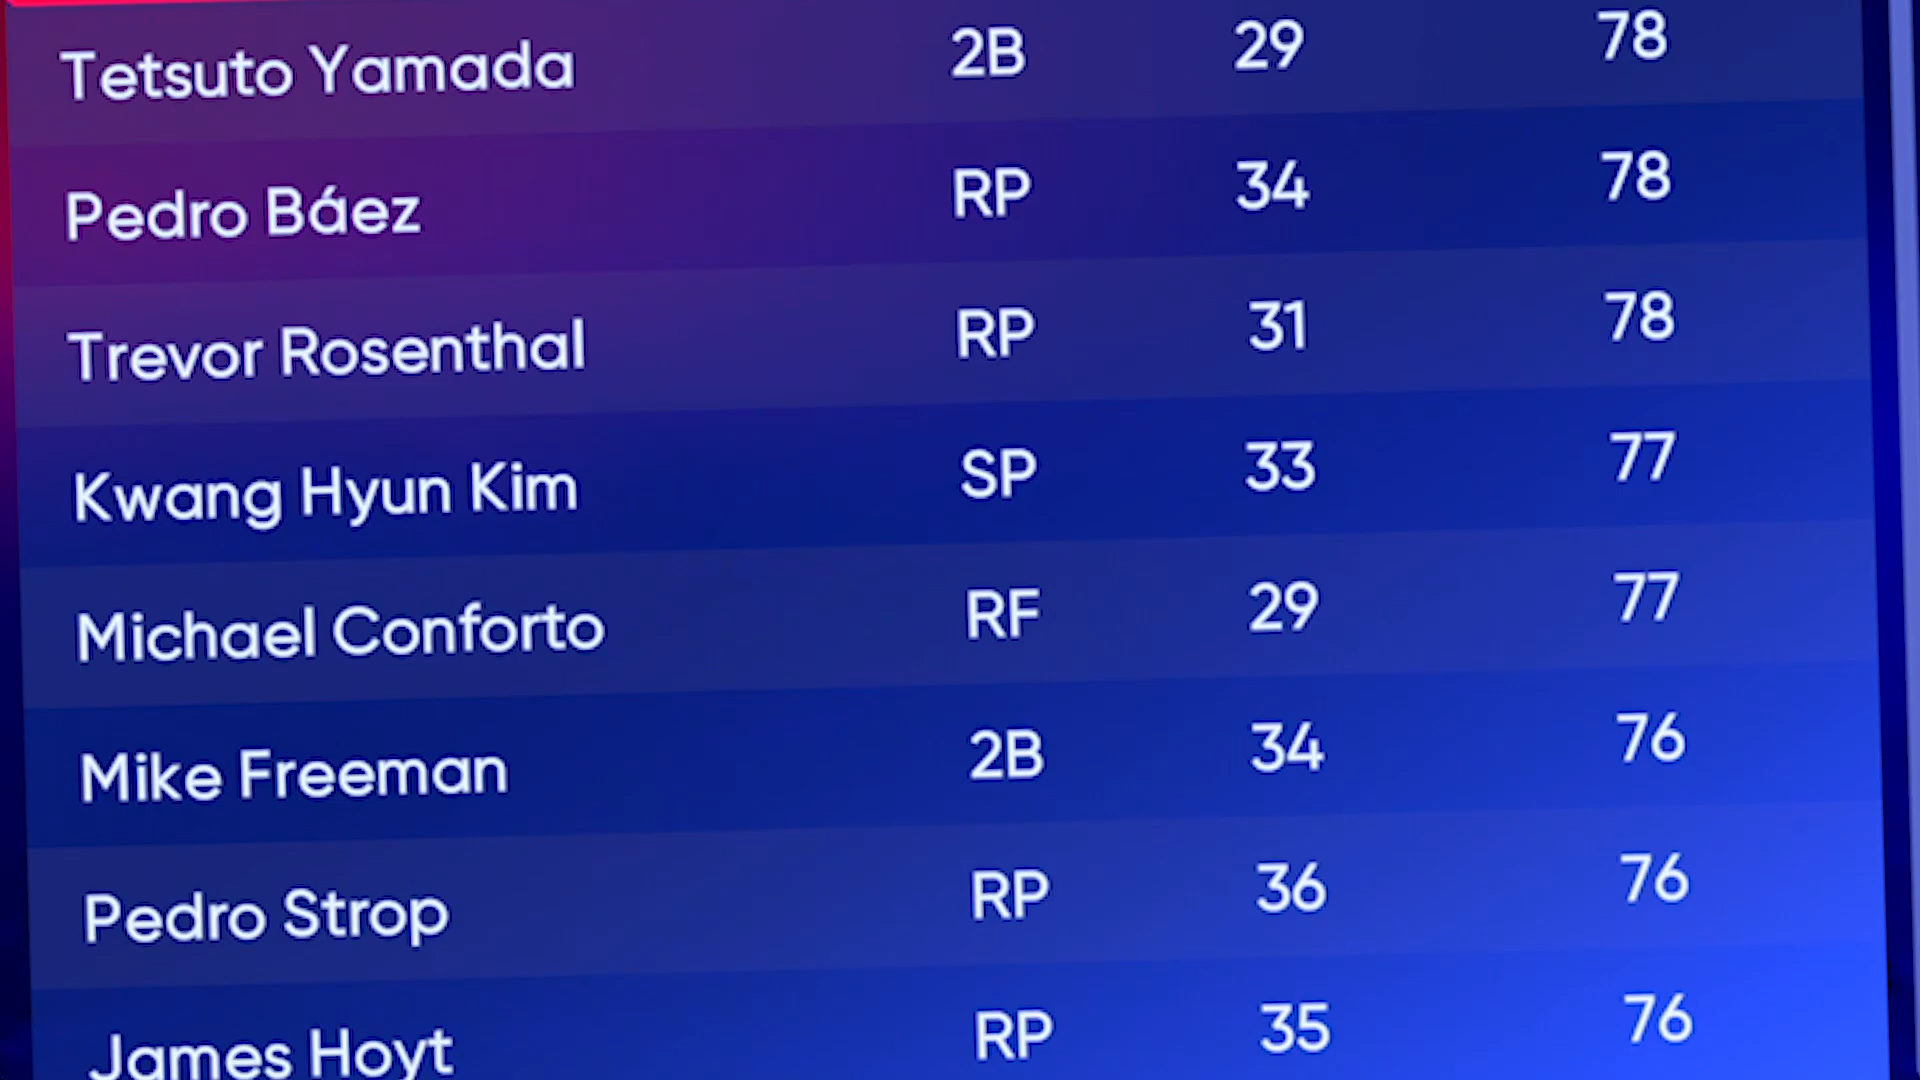 Tetsuto Yamada 2B 29 78
Pedro Báez RP 34 78
Trevor Rosenthal RP 31 78
Kwang Hyun Kim SP 33 77
Michael Conforto RF 29 77
Mike Freeman 2B 34 76
Pedro Strop RP 36 76
James Hoyt RP 35 76